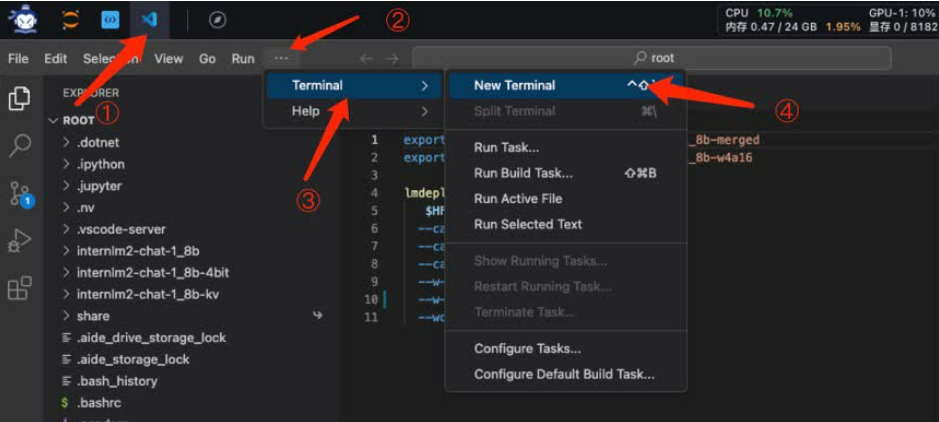 CPU 10.7% GPU-1: 10%
内存 0.47 / 24 GB 1.95% 显存 0 / 8182
②
File Edit Selection View Go Run ··· ← → root
EXPLORER
①
ROOT
.dotnet
.ipython
.jupyter
.nv
.vscode-server
internlm2-chat-1_8b
internlm2-chat-1_8b-4bit
internlm2-chat-1_8b-kv
share
.aide_drive_storage_lock
.aide_storage_lock
.bash_history
$ .bashrc
1
Terminal
Help
③
New Terminal
Split Terminal ⌘\
④
Run Task...
Run Build Task... ⇧⌘B
Run Active File
Run Selected Text
Show Running Tasks...
Restart Running Task...
Terminate Task...
Configure Tasks...
Configure Default Build Task...
1 export _8b-merged
2 export _8b-w4a16
3
4 lmdepl
5 $HF
6 --ca
7 --ca
8 --ca
9 --w-
10 --w-
11 --wo